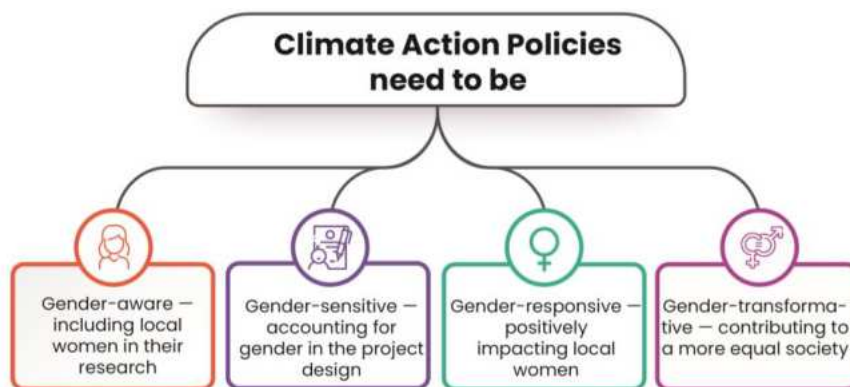 Climate Action Policies
need to be
Gender-aware —
including local
women in their
research
Gender-sensitive —
accounting for
gender in the project
design
Gender-responsive —
positively
impacting local
women
Gender-transforma-
tive — contributing to
a more equal society